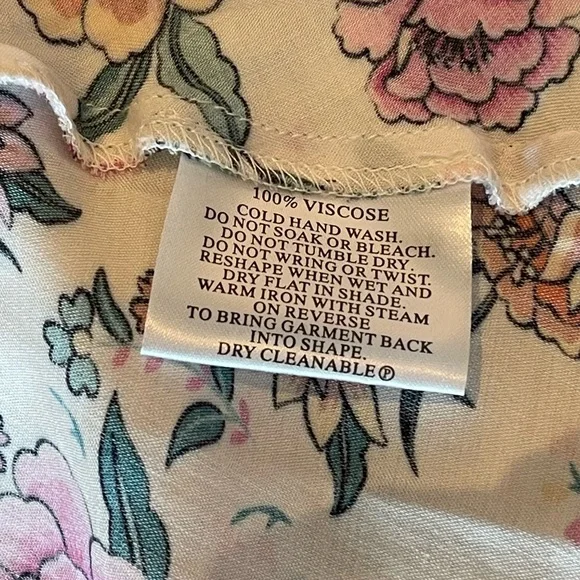 100% VISCOSE
COLD HAND WASH.
DO NOT SOAK OR BLEACH.
DO NOT TUMBLE DRY.
DO NOT WRING OR TWIST.
RESHAPE WHEN WET AND
DRY FLAT IN SHADE.
WARM IRON WITH STEAM
ON REVERSE
TO BRING GARMENT BACK
INTO SHAPE.
DRY CLEANABLE Ⓟ